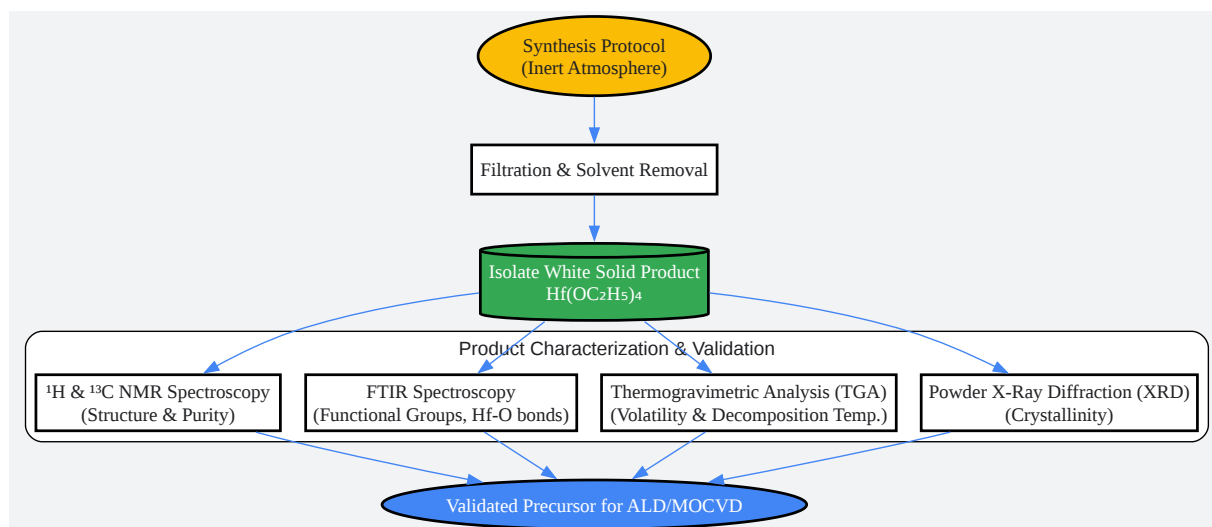 Synthesis Protocol
(Inert Atmosphere)
Filtration & Solvent Removal
Isolate White Solid Product
Hf(OC₂H₅)₄
Product Characterization & Validation
¹H & ¹³C NMR Spectroscopy
(Structure & Purity)
FTIR Spectroscopy
(Functional Groups, Hf-O bonds)
Thermogravimetric Analysis (TGA)
(Volatility & Decomposition Temp.)
Powder X-Ray Diffraction (XRD)
(Crystallinity)
Validated Precursor for ALD/MOCVD